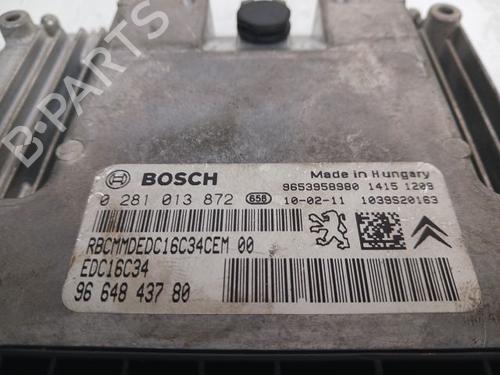 B-PARTS
BOSCH
Made in Hungary
0 281 013 872 658
9653958980 1415 1209
10-02-11 1039S20163
RBCMMDEDC16C34CEM 00
EDC16C34
96 648 437 80